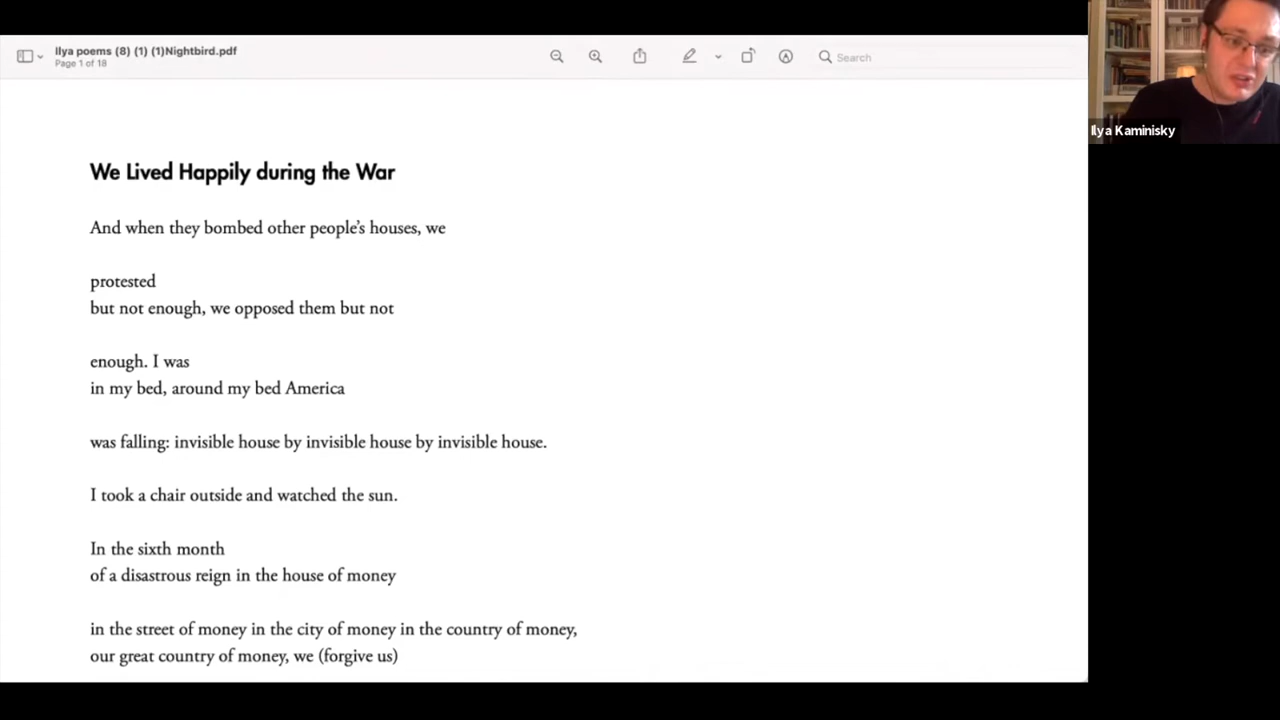 Ilya poems (8) (1) (1)Nightbird.pdf
Page 1 of 18
Search
Ilya Kaminisky
We Lived Happily during the War
And when they bombed other people’s houses, we
protested
but not enough, we opposed them but not
enough. I was
in my bed, around my bed America
was falling: invisible house by invisible house by invisible house.
I took a chair outside and watched the sun.
In the sixth month
of a disastrous reign in the house of money
in the street of money in the city of money in the country of money,
our great country of money, we (forgive us)